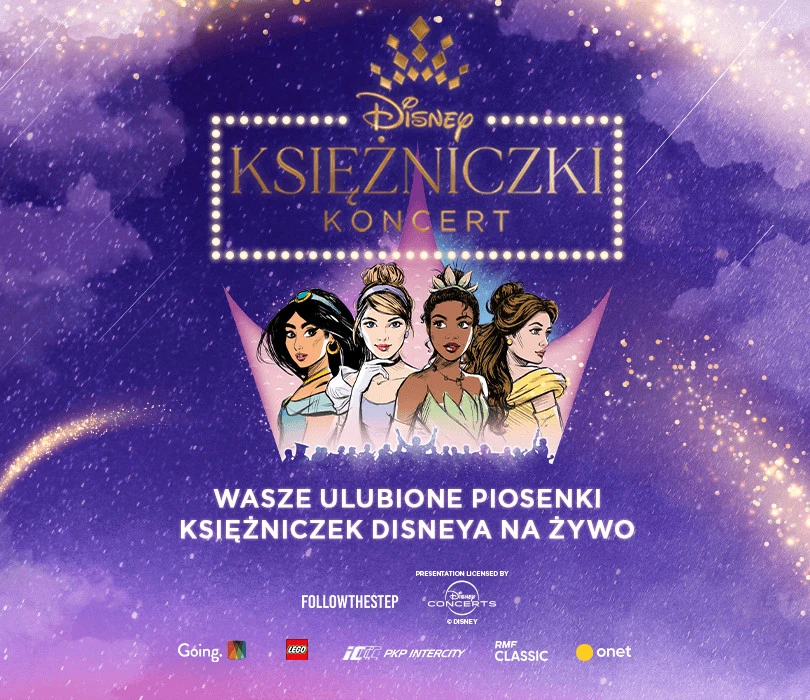 Disney
KSIĘŻNICZKI
KONCERT
WASZE ULUBIONE PIOSENKI
KSIĘŻNICZEK DISNEYA NA ŻYWO
PRESENTATION LICENSED BY
FOLLOWTHESTEP
Disney
CONCERTS
© DISNEY
Going.
LEGO
IC PKP INTERCITY
RMF
CLASSIC
onet